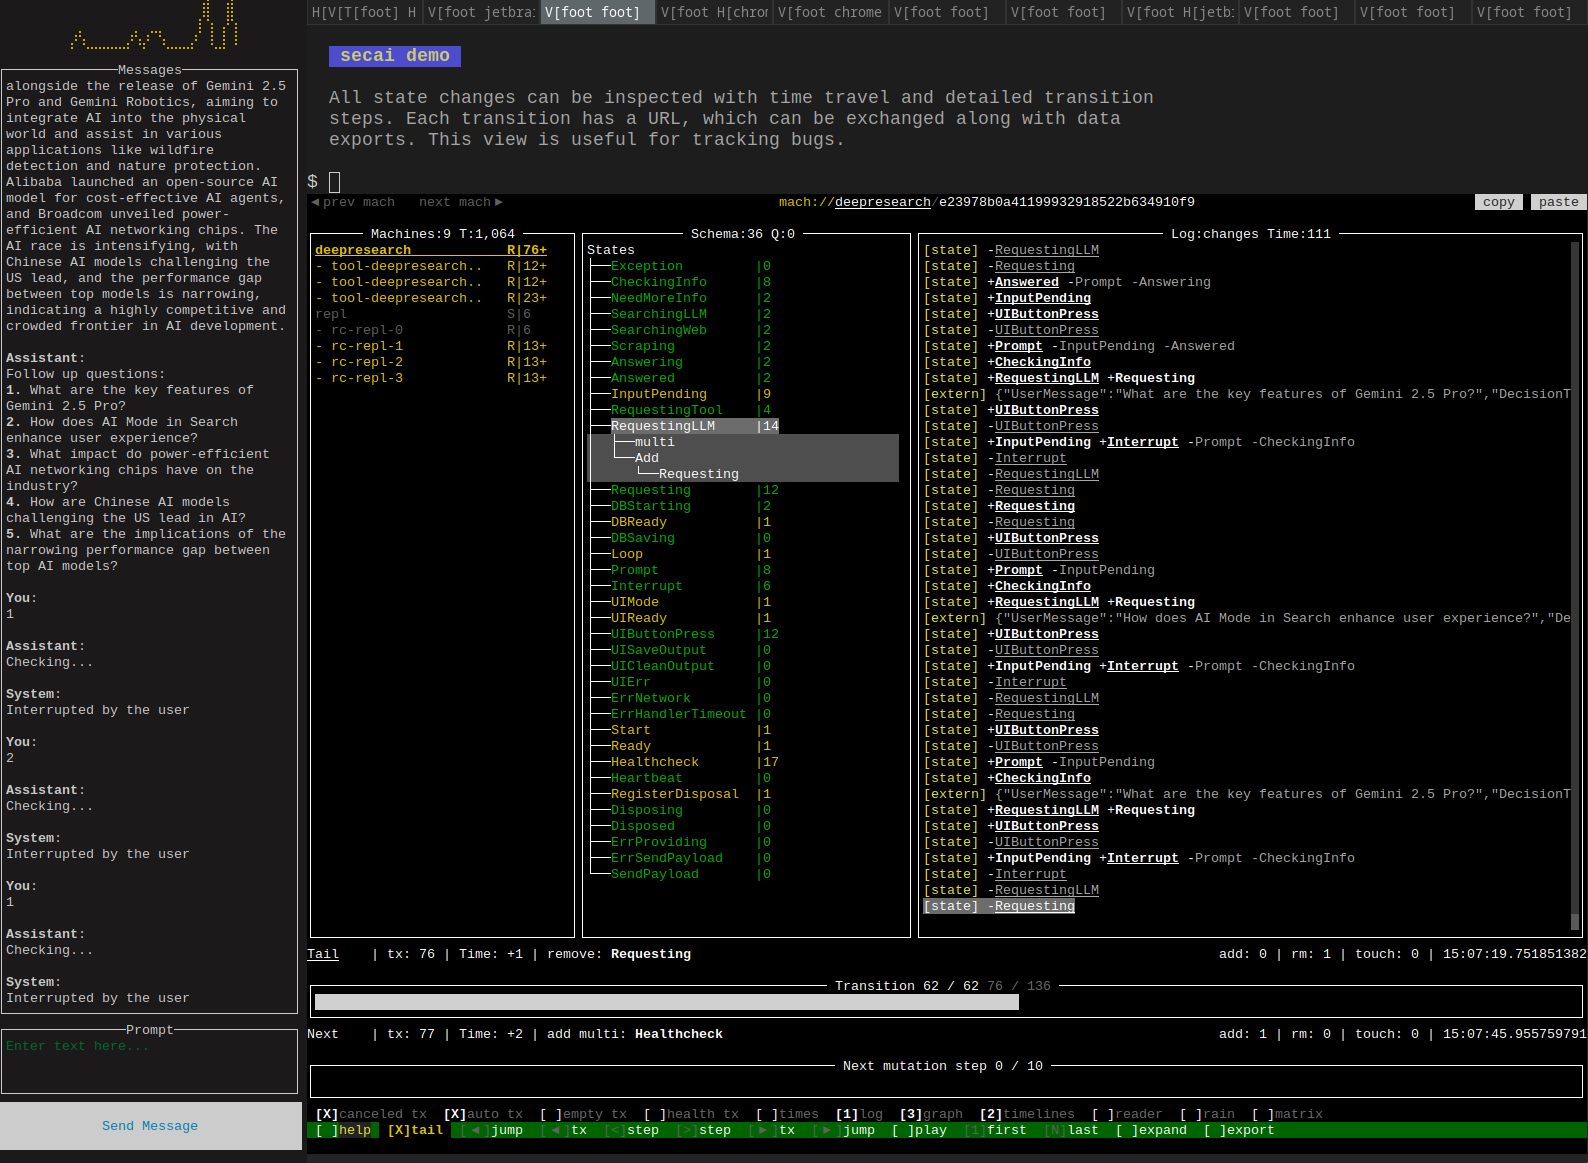 H[V[T[foot] H
V[foot jetbra:
V[foot foot]
V[foot H[chrom
V[foot chrome
V[foot foot]
V[foot foot]
V[foot H[jetb:
V[foot foot]
V[foot foot]
V[foot foot]
secai demo
All state changes can be inspected with time travel and detailed transition
steps. Each transition has a URL, which can be exchanged along with data
exports. This view is useful for tracking bugs.
$
Messages
alongside the release of Gemini 2.5
Pro and Gemini Robotics, aiming to
integrate AI into the physical
world and assist in various
applications like wildfire
detection and nature protection.
Alibaba launched an open-source AI
model for cost-effective AI agents,
and Broadcom unveiled power-
efficient AI networking chips. The
AI race is intensifying, with
Chinese AI models challenging the
US lead, and the performance gap
between top models is narrowing,
indicating a highly competitive and
crowded frontier in AI development.
Assistant:
Follow up questions:
1. What are the key features of
Gemini 2.5 Pro?
2. How does AI Mode in Search
enhance user experience?
3. What impact do power-efficient
AI networking chips have on the
industry?
4. How are Chinese AI models
challenging the US lead in AI?
5. What are the implications of the
narrowing performance gap between
top AI models?
You:
1
Assistant:
Checking...
System:
Interrupted by the user
You:
2
Assistant:
Checking...
System:
Interrupted by the user
You:
1
Assistant:
Checking...
System:
Interrupted by the user
Prompt
Enter text here...
Send Message
◄prev mach   next mach►
mach://deepresearch/e23978b0a41199932918522b634910f9
copy
paste
Machines:9 T:1,064
deepresearch R|76+
- tool-deepresearch.. R|12+
- tool-deepresearch.. R|12+
- tool-deepresearch.. R|23+
repl S|6
- rc-repl-0 R|6
- rc-repl-1 R|13+
- rc-repl-2 R|13+
- rc-repl-3 R|13+
Schema:36 Q:0
States
Exception |0
CheckingInfo |8
NeedMoreInfo |2
SearchingLLM |2
SearchingWeb |2
Scraping |2
Answering |2
Answered |2
InputPending |9
RequestingTool |4
RequestingLLM |14
multi
Add
Requesting
Requesting |12
DBStarting |2
DBReady |1
DBSaving |0
Loop |1
Prompt |8
Interrupt |6
UIMode |1
UIReady |1
UIButtonPress |12
UISaveOutput |0
UICleanOutput |0
UIErr |0
ErrNetwork |0
ErrHandlerTimeout |0
Start |1
Ready |1
Healthcheck |17
Heartbeat |0
RegisterDisposal |1
Disposing |0
Disposed |0
ErrProviding |0
ErrSendPayload |0
SendPayload |0
Log:changes Time:111
[state] -RequestingLLM
[state] -Requesting
[state] +Answered -Prompt -Answering
[state] +InputPending
[state] +UIButtonPress
[state] -UIButtonPress
[state] +Prompt -InputPending -Answered
[state] +CheckingInfo
[state] +RequestingLLM +Requesting
[extern] {"UserMessage":"What are the key features of Gemini 2.5 Pro?","DecisionT
[state] +UIButtonPress
[state] -UIButtonPress
[state] +InputPending +Interrupt -Prompt -CheckingInfo
[state] -Interrupt
[state] -RequestingLLM
[state] -Requesting
[state] +Requesting
[state] -Requesting
[state] +UIButtonPress
[state] -UIButtonPress
[state] +Prompt -InputPending
[state] +CheckingInfo
[state] +RequestingLLM +Requesting
[extern] {"UserMessage":"How does AI Mode in Search enhance user experience?","De
[state] +UIButtonPress
[state] -UIButtonPress
[state] +InputPending +Interrupt -Prompt -CheckingInfo
[state] -Interrupt
[state] -RequestingLLM
[state] -Requesting
[state] +UIButtonPress
[state] -UIButtonPress
[state] +Prompt -InputPending
[state] +CheckingInfo
[extern] {"UserMessage":"What are the key features of Gemini 2.5 Pro?","DecisionT
[state] +RequestingLLM +Requesting
[state] +UIButtonPress
[state] -UIButtonPress
[state] +InputPending +Interrupt -Prompt -CheckingInfo
[state] -Interrupt
[state] -RequestingLLM
[state] -Requesting
Tail | tx: 76 | Time: +1 | remove: Requesting
add: 0 | rm: 1 | touch: 0 | 15:07:19.751851382
Transition 62 / 62 76 / 136
Next | tx: 77 | Time: +2 | add multi: Healthcheck
add: 1 | rm: 0 | touch: 0 | 15:07:45.955759791
Next mutation step 0 / 10
[X]canceled tx [X]auto tx [ ]empty tx [ ]health tx [ ]times [1]log [3]graph [2]timelines [ ]reader [ ]rain [ ]matrix
[ ]help [X]tail [◄]jump [◄]tx [<]step [>]step [►]tx [►]jump [ ]play [1]first [N]last [ ]expand [ ]export